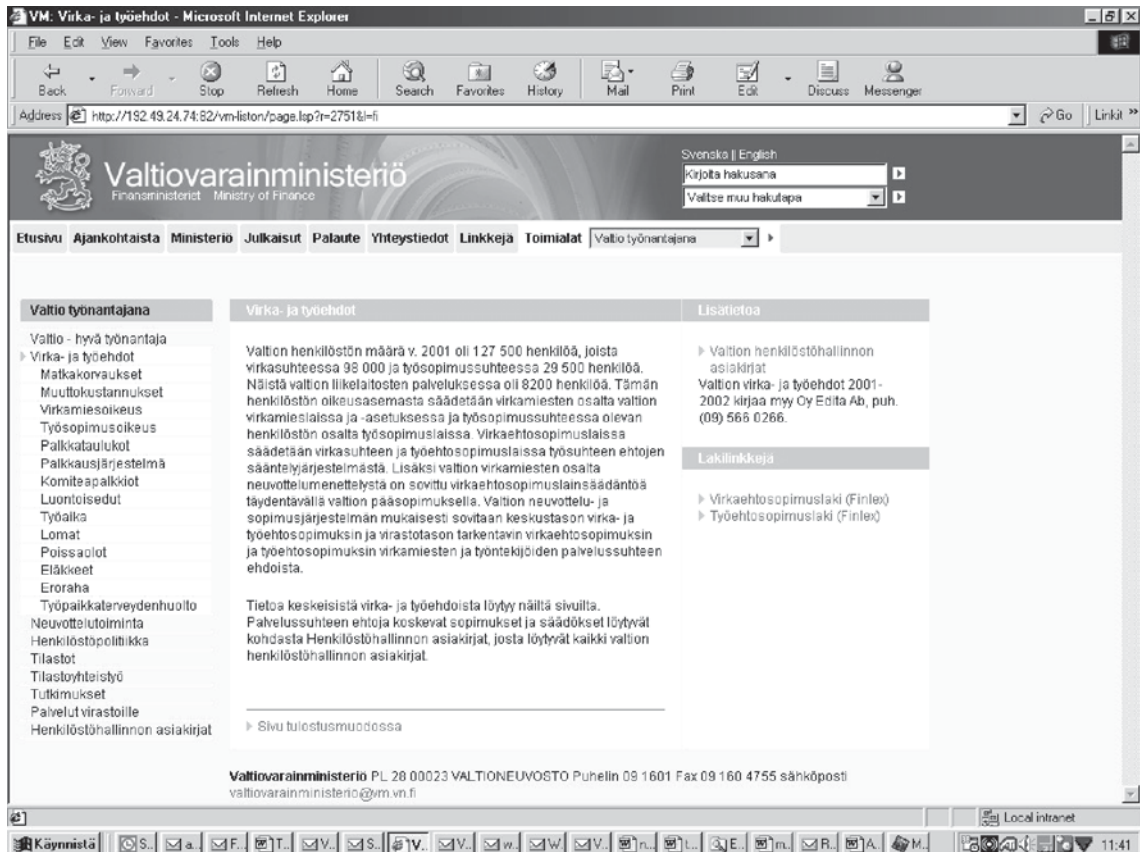 VM: Virka- ja työehdot - Microsoft Internet Explorer
File Edit View Favorites Tools Help
Back Forward Stop Refresh Home Search Favorites History Mail Print Edit Discuss Messenger
Address http://192.49.24.74:82/vm-liston/page.lsp?r=2751&l=fi Go Linkit »
Valtiovarainministeriö
Finansministeriet Ministry of Finance
Svenska || English
Kirjoita hakusana
Valitse muu hakutapa
Etusivu Ajankohtaista Ministeriö Julkaisut Palaute Yhteystiedot Linkkejä Toimialat Valtio työnantajana
Valtio työnantajana
Valtio - hyvä työnantaja
Virka- ja työehdot
Matkakorvaukset
Muuttokustannukset
Virkamiesoikeus
Työsopimusoikeus
Palkkataulukot
Palkkausjärjestelmä
Komiteapalkkiot
Luontoisedut
Työaika
Lomat
Poissaolot
Eläkkeet
Eroraha
Työpaikkaterveydenhuolto
Neuvottelutoiminta
Henkilöstöpolitiikka
Tilastot
Tilastoyhteistyö
Tutkimukset
Palvelut virastoille
Henkilöstöhallinnon asiakirjat
Virka- ja työehdot
Valtion henkilöstön määrä v. 2001 oli 127 500 henkilöä, joista
virkasuhteessa 98 000 ja työsopimussuhteessa 29 500 henkilöä.
Näistä valtion liikelaitosten palveluksessa oli 8200 henkilöä. Tämän
henkilöstön oikeusasemasta säädetään virkamiesten osalta valtion
virkamieslaissa ja -asetuksessa ja työsopimussuhteessa olevan
henkilöstön osalta työsopimuslaissa. Virkaehtosopimuslaissa
säädetään virkasuhteen ja työehtosopimuslaissa työsuhteen ehtojen
sääntelyjärjestelmästä. Lisäksi valtion virkamiesten osalta
neuvottelumenettelystä on sovittu virkaehtosopimuslainsäädäntöä
täydentävällä valtion pääsopimuksella. Valtion neuvottelu- ja
sopimusjärjestelmän mukaisesti sovitaan keskustason virka- ja
työehtosopimuksin ja virastotason tarkentavin virkaehtosopimuksin
ja työehtosopimuksin virkamiesten ja työntekijöiden palvelussuhteen
ehdoista.
Tietoa keskeisistä virka- ja työehdoista löytyy näiltä sivuilta.
Palvelussuhteen ehtoja koskevat sopimukset ja säädökset löytyvät
kohdasta Henkilöstöhallinnon asiakirjat, josta löytyvät kaikki valtion
henkilöstöhallinnon asiakirjat.
Sivu tulostusmuodossa
Lisätietoa
Valtion henkilöstöhallinnon
asiakirjat
Valtion virka- ja työehdot 2001-
2002 kirjaa myy Oy Edita Ab, puh.
(09) 566 0266.
Lakilinkkejä
Virkaehtosopimuslaki (Finlex)
Työehtosopimuslaki (Finlex)
Valtiovarainministeriö PL 28 00023 VALTIONEUVOSTO Puhelin 09 1601 Fax 09 160 4755 sähköposti
valtiovarainministerio@vm.vn.fi
Local intranet
Käynnistä S.. a.. F.. T.. V.. S.. V.. V.. w.. W.. V.. n.. t.. E.. m.. R.. A.. M.. 11:41